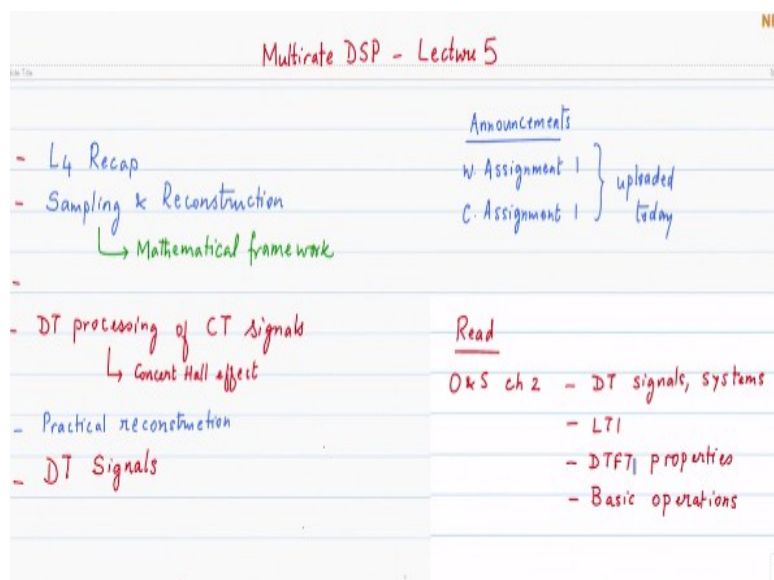 Multirate DSP - Lecture 5
- L4 Recap
- Sampling & Reconstruction
Mathematical framework
-
- DT processing of CT signals
Concert Hall effect
- Practical reconstruction
- DT Signals
Announcements
W. Assignment 1
C. Assignment 1
uploaded
today
Read
O&S ch 2 - DT signals, systems
- LTI
- DTFT properties
- Basic operations